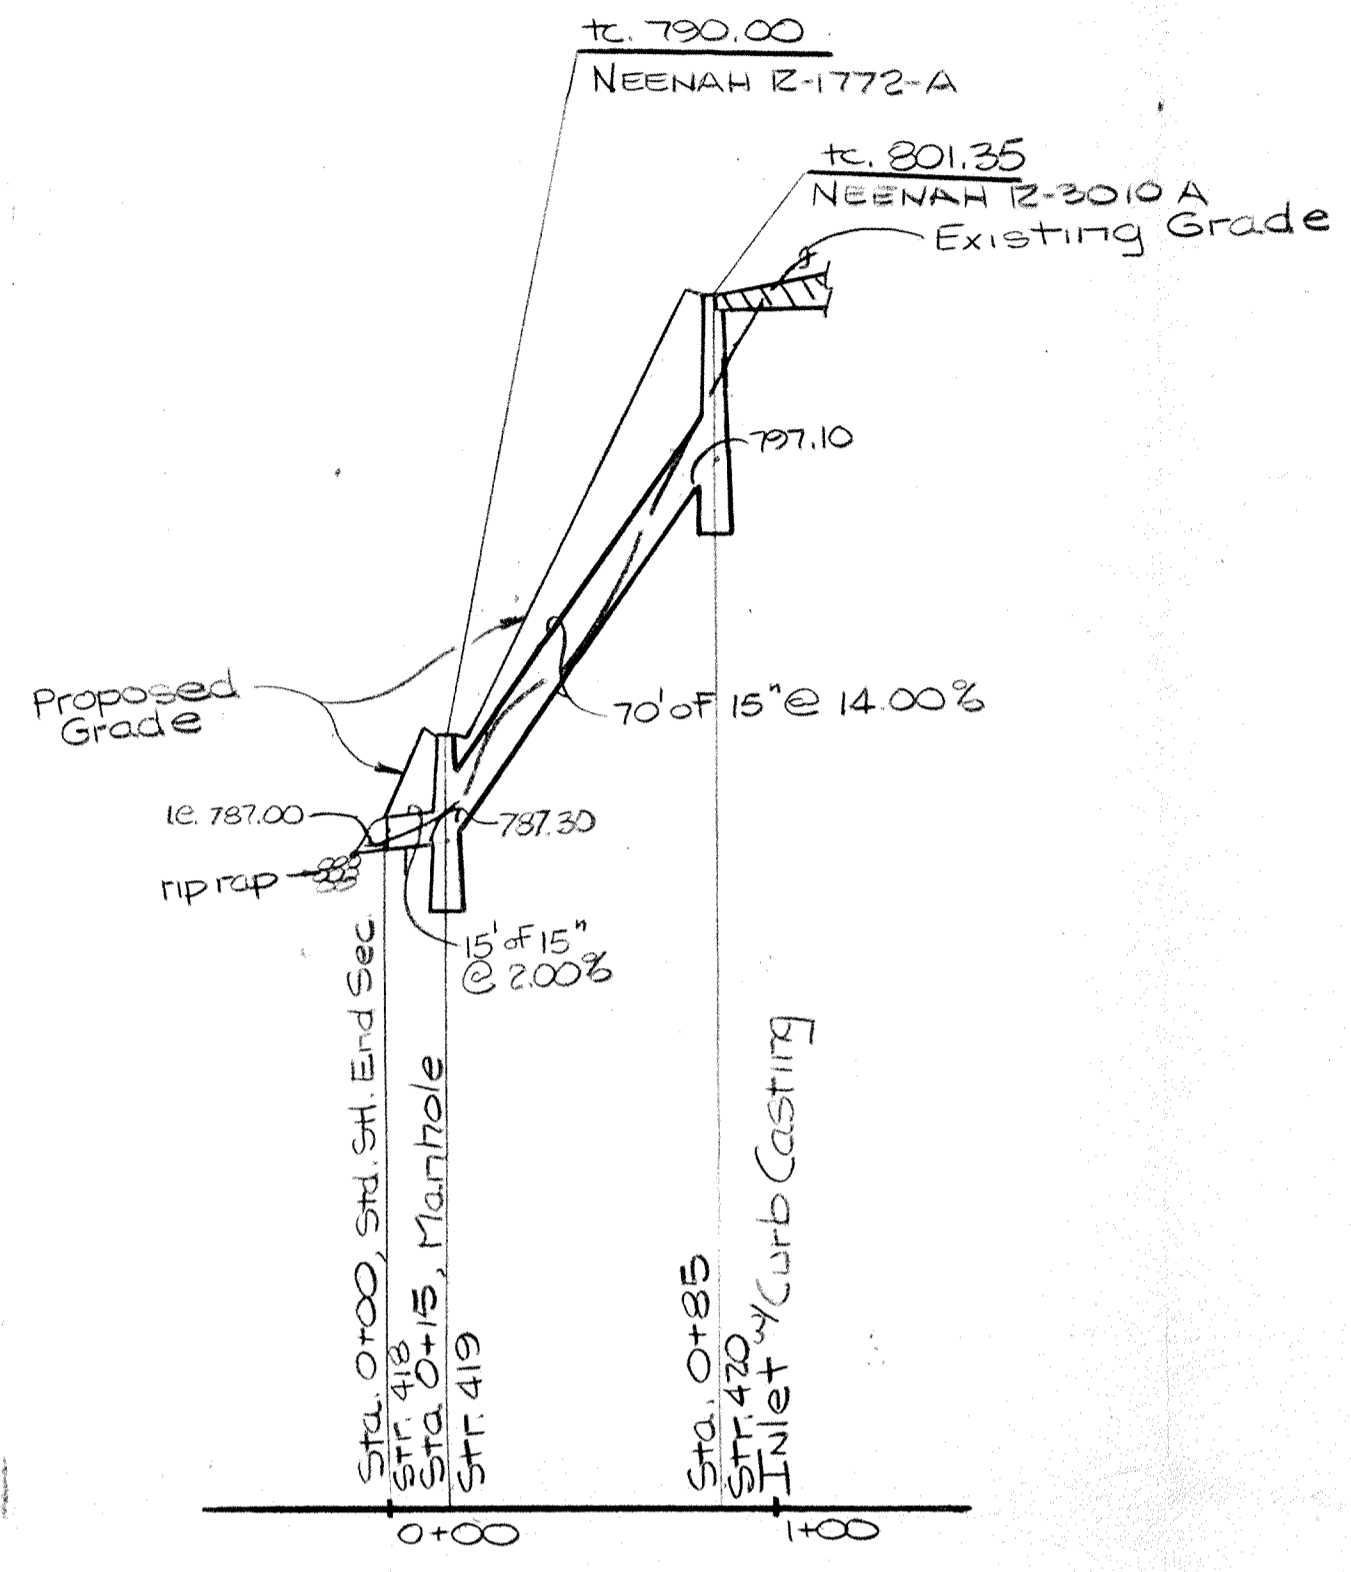 tc. 790.00
NEENAH R-1772-A
tc. 801.35
NEENAH R-3010 A
Existing Grade
797.10
Proposed
Grade
70' of 15" @ 14.00%
i.e. 787.00
787.30
rip rap
15' of 15"
@ 2.00%
Sta. 0+00, Std. St1. End Sec.
Str. 418
Sta 0+15, Manhole
Str. 419
Sta. 0+85
Str. 420
Inlet w/ Curb Casting
0+00
1+00